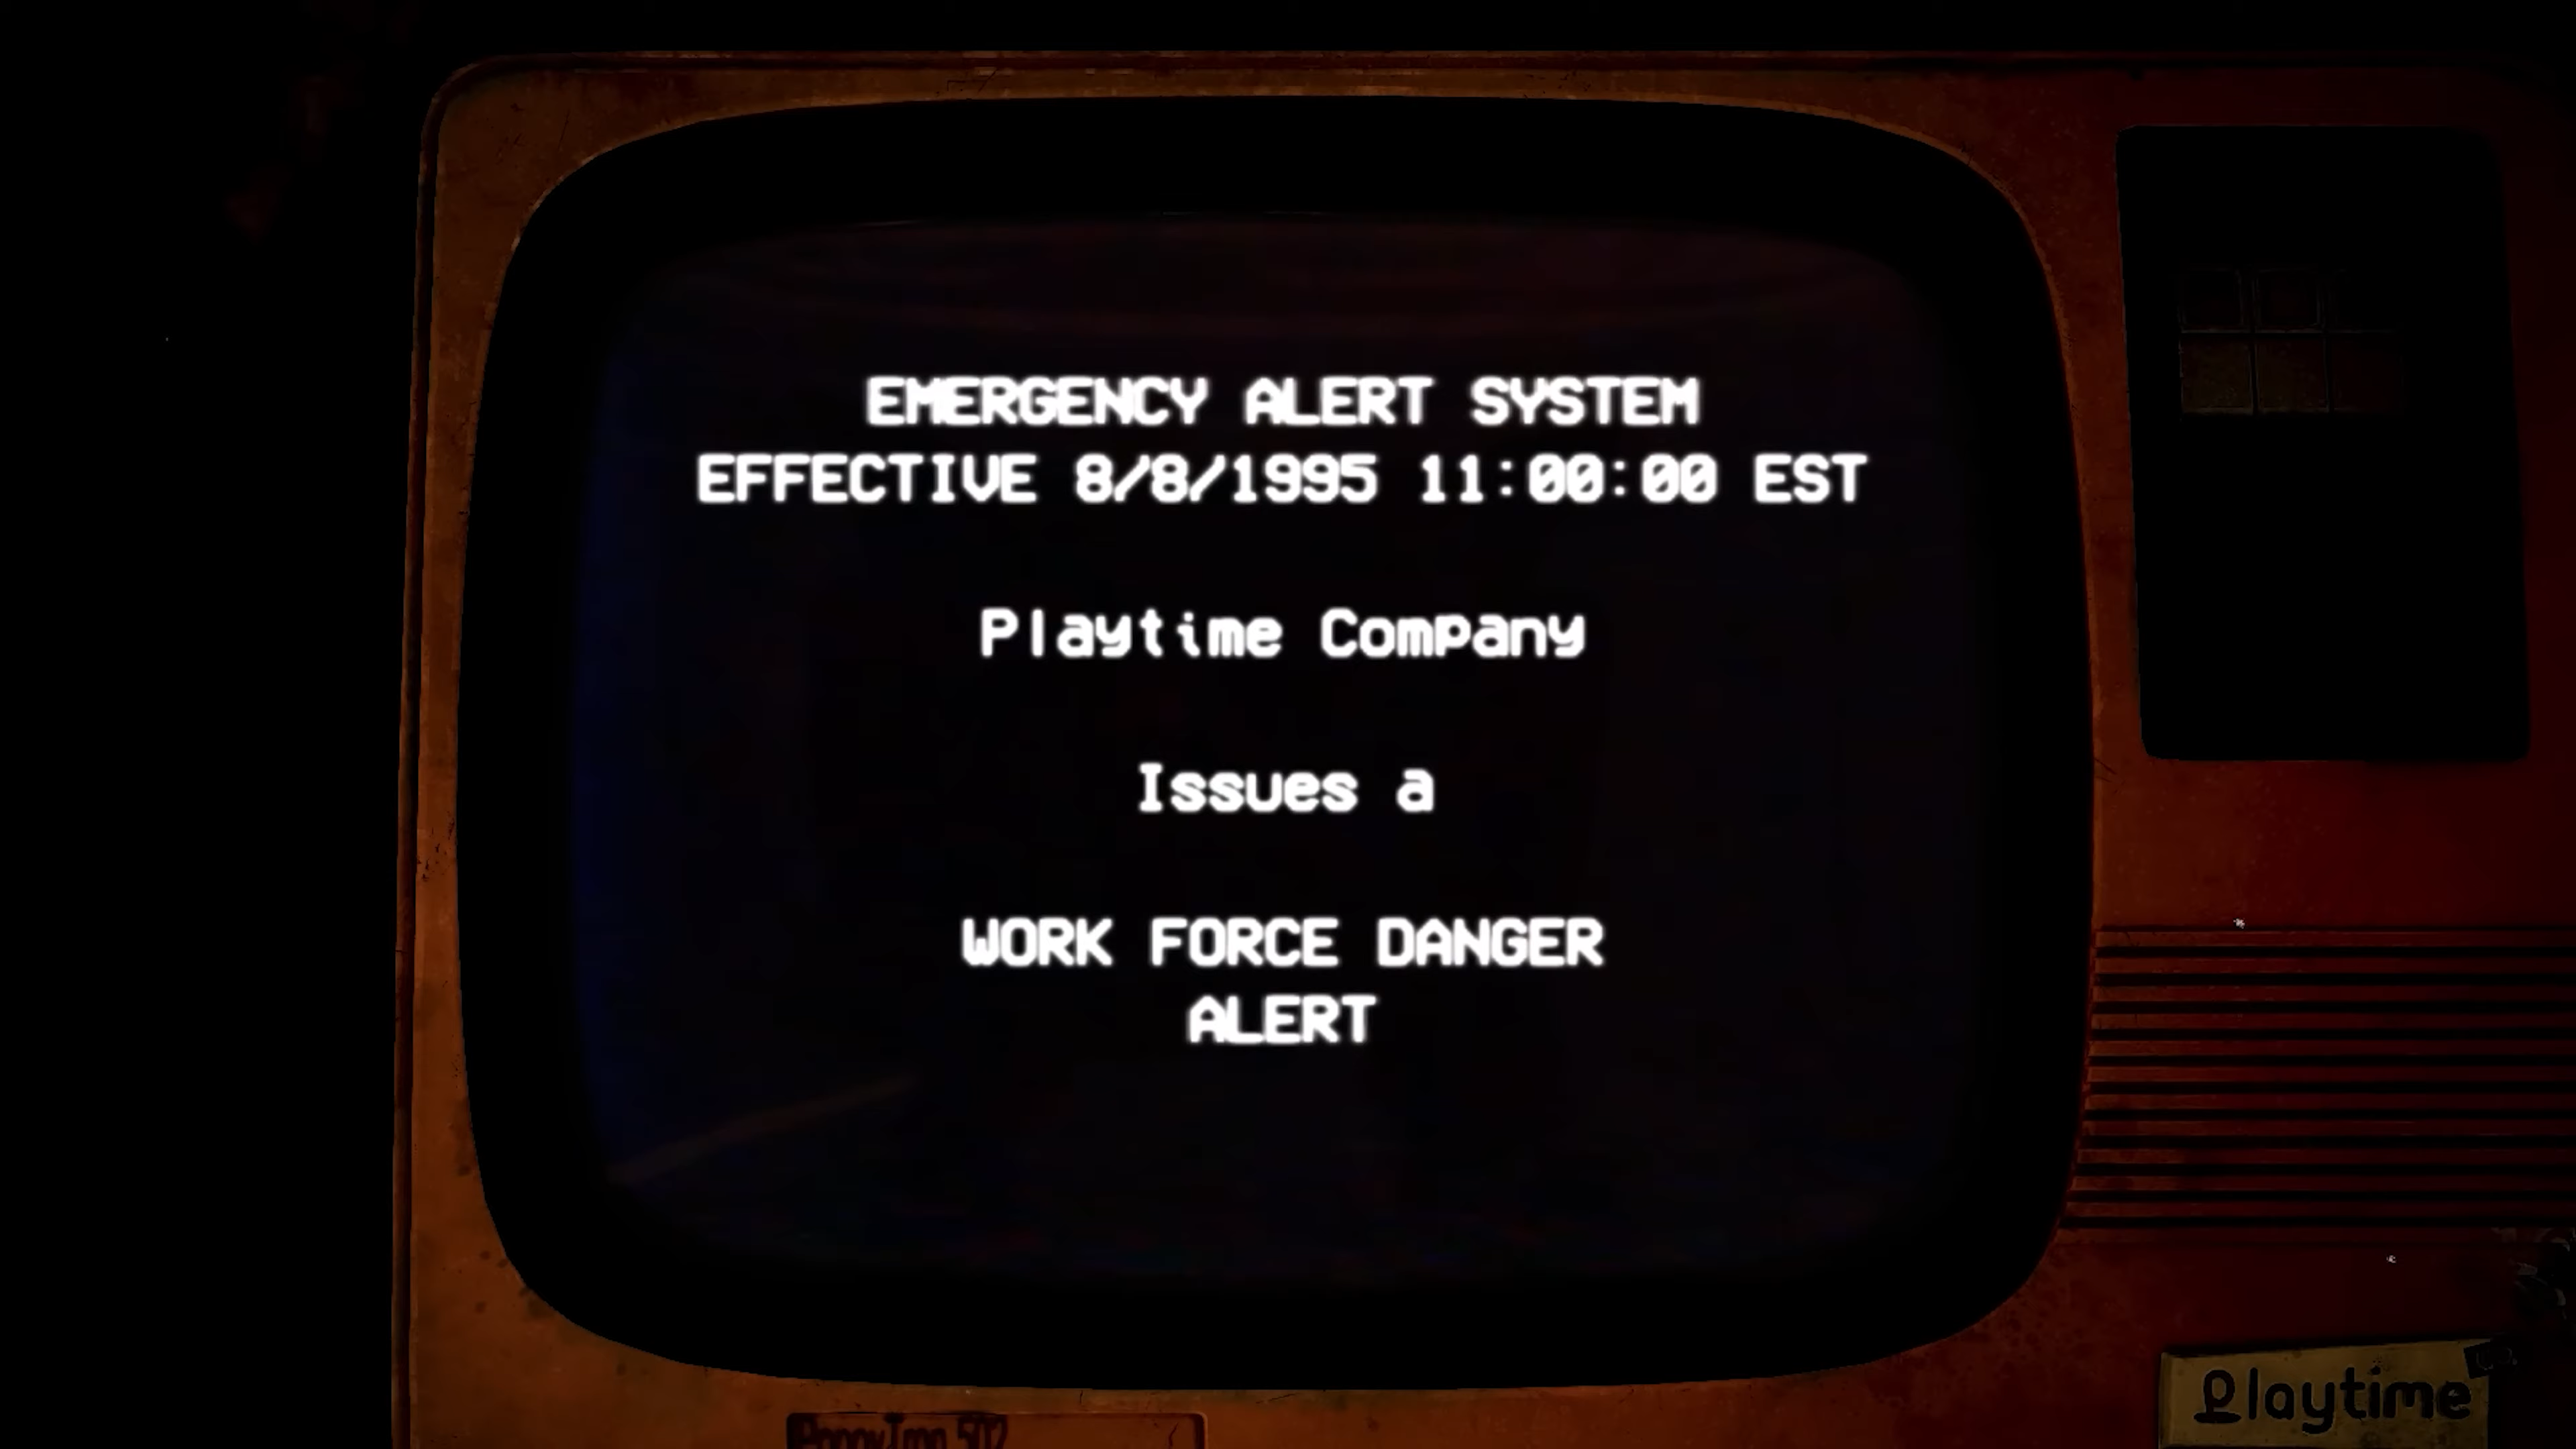 EMERGENCY ALERT SYSTEM
EFFECTIVE 8/8/1995 11:00:00 EST
Playtime Company
Issues a
WORK FORCE DANGER
ALERT
Playtime